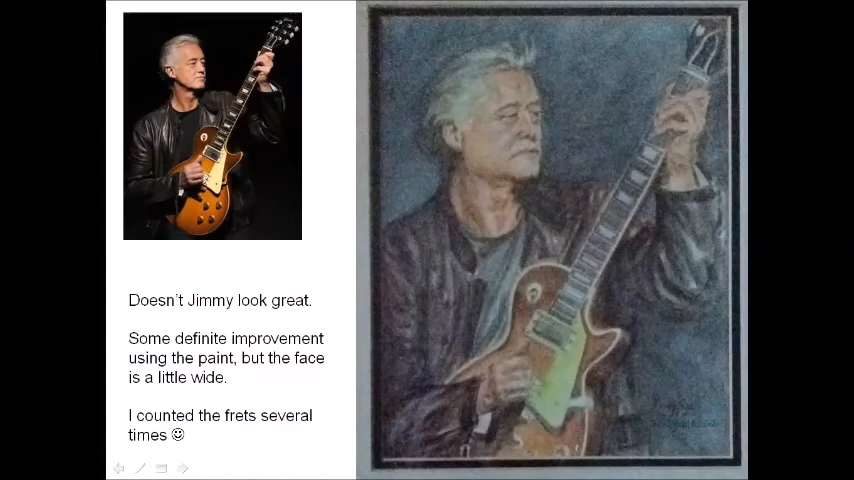 Doesn't Jimmy look great.
Some definite improvement
using the paint, but the face
is a little wide.
I counted the frets several
times ☺